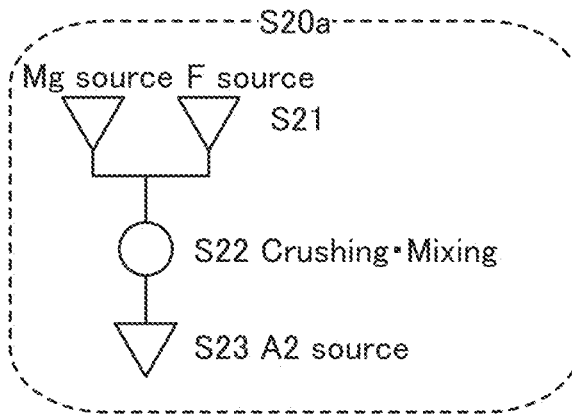 S20a
Mg source F source
S21
S22 Crushing・Mixing
S23 A2 source